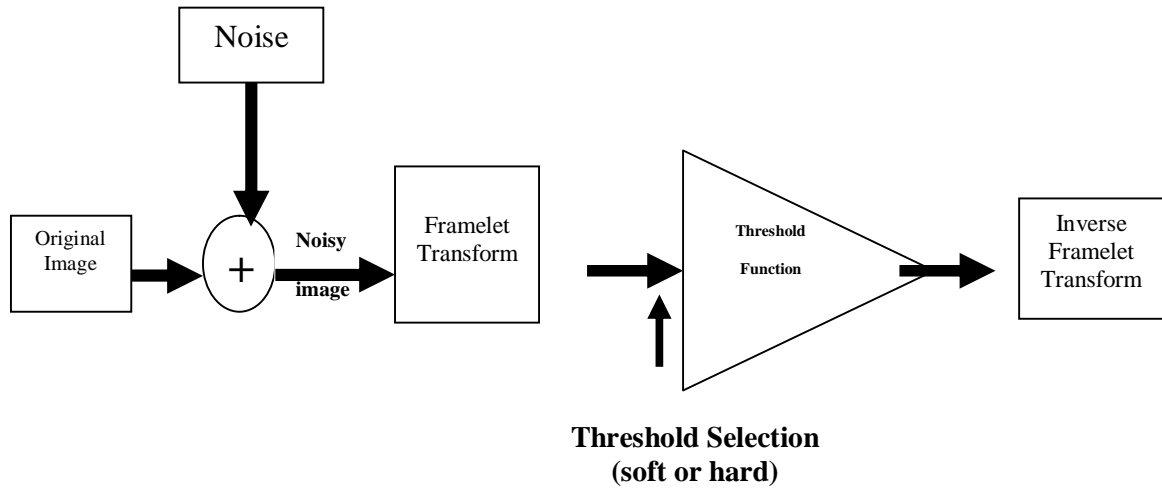 Noise
Original
Image
+
Noisy
image
Framelet
Transform
Threshold
Function
Inverse
Framelet
Transform
Threshold Selection
(soft or hard)